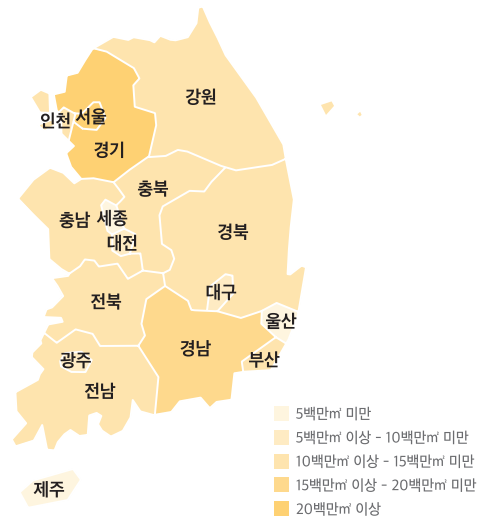 강원
인천
서울
경기
충북
충남
세종
대전
경북
대구
전북
울산
경남
부산
광주
전남
제주
5백만㎡ 미만
5백만㎡ 이상 - 10백만㎡ 미만
10백만㎡ 이상 - 15백만㎡ 미만
15백만㎡ 이상 - 20백만㎡ 미만
20백만㎡ 이상